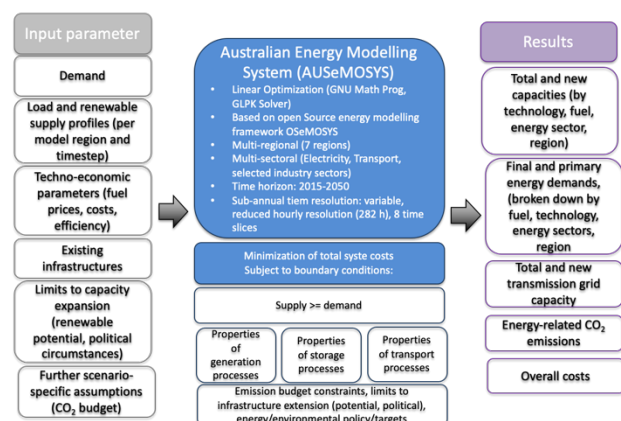 Input parameter
Demand
Load and renewable
supply profiles (per
model region and
timestep)
Techno-economic
parameters (fuel
prices, costs,
efficiency)
Existing
infrastructures
Limits to capacity
expansion
(renewable
potential, political
circumstances)
Further scenario-
specific assumptions
(CO2 budget)
Australian Energy Modelling
System (AUSeMOSYS)
• Linear Optimization (GNU Math Prog,
GLPK Solver)
• Based on open Source energy modelling
framework OSeMOSYS
• Multi-regional (7 regions)
• Multi-sectoral (Electricity, Transport,
selected industry sectors)
• Time horizon: 2015-2050
• Sub-annual tiem resolution: variable,
reduced hourly resolution (282 h), 8 time
slices
Minimization of total syste costs
Subject to boundary conditions:
Supply >= demand
Properties
of
generation
processes
Properties
of storage
processes
Properties
of transport
processes
Emission budget constraints, limits to
infrastructure extension (potential, political),
energy/environmental policy/targets
Results
Total and new
capacities (by
technology, fuel,
energy sector,
region)
Final and primary
energy demands,
(broken down by
fuel, technology,
energy sectors,
region
Total and new
transmission grid
capacity
Energy-related CO2
emissions
Overall costs